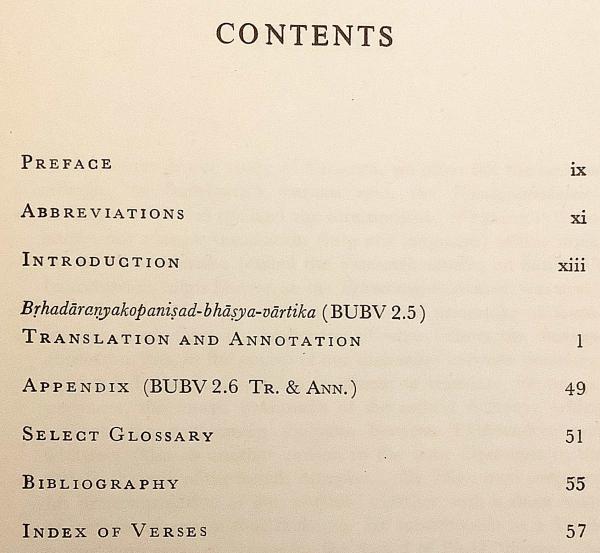 CONTENTS
PREFACE ix
ABBREVIATIONS xi
INTRODUCTION xiii
Bṛhadāraṇyakopaniṣad-bhāṣya-vārtika (BUBV 2.5)
TRANSLATION AND ANNOTATION 1
APPENDIX (BUBV 2.6 TR. & ANN.) 49
SELECT GLOSSARY 51
BIBLIOGRAPHY 55
INDEX OF VERSES 57